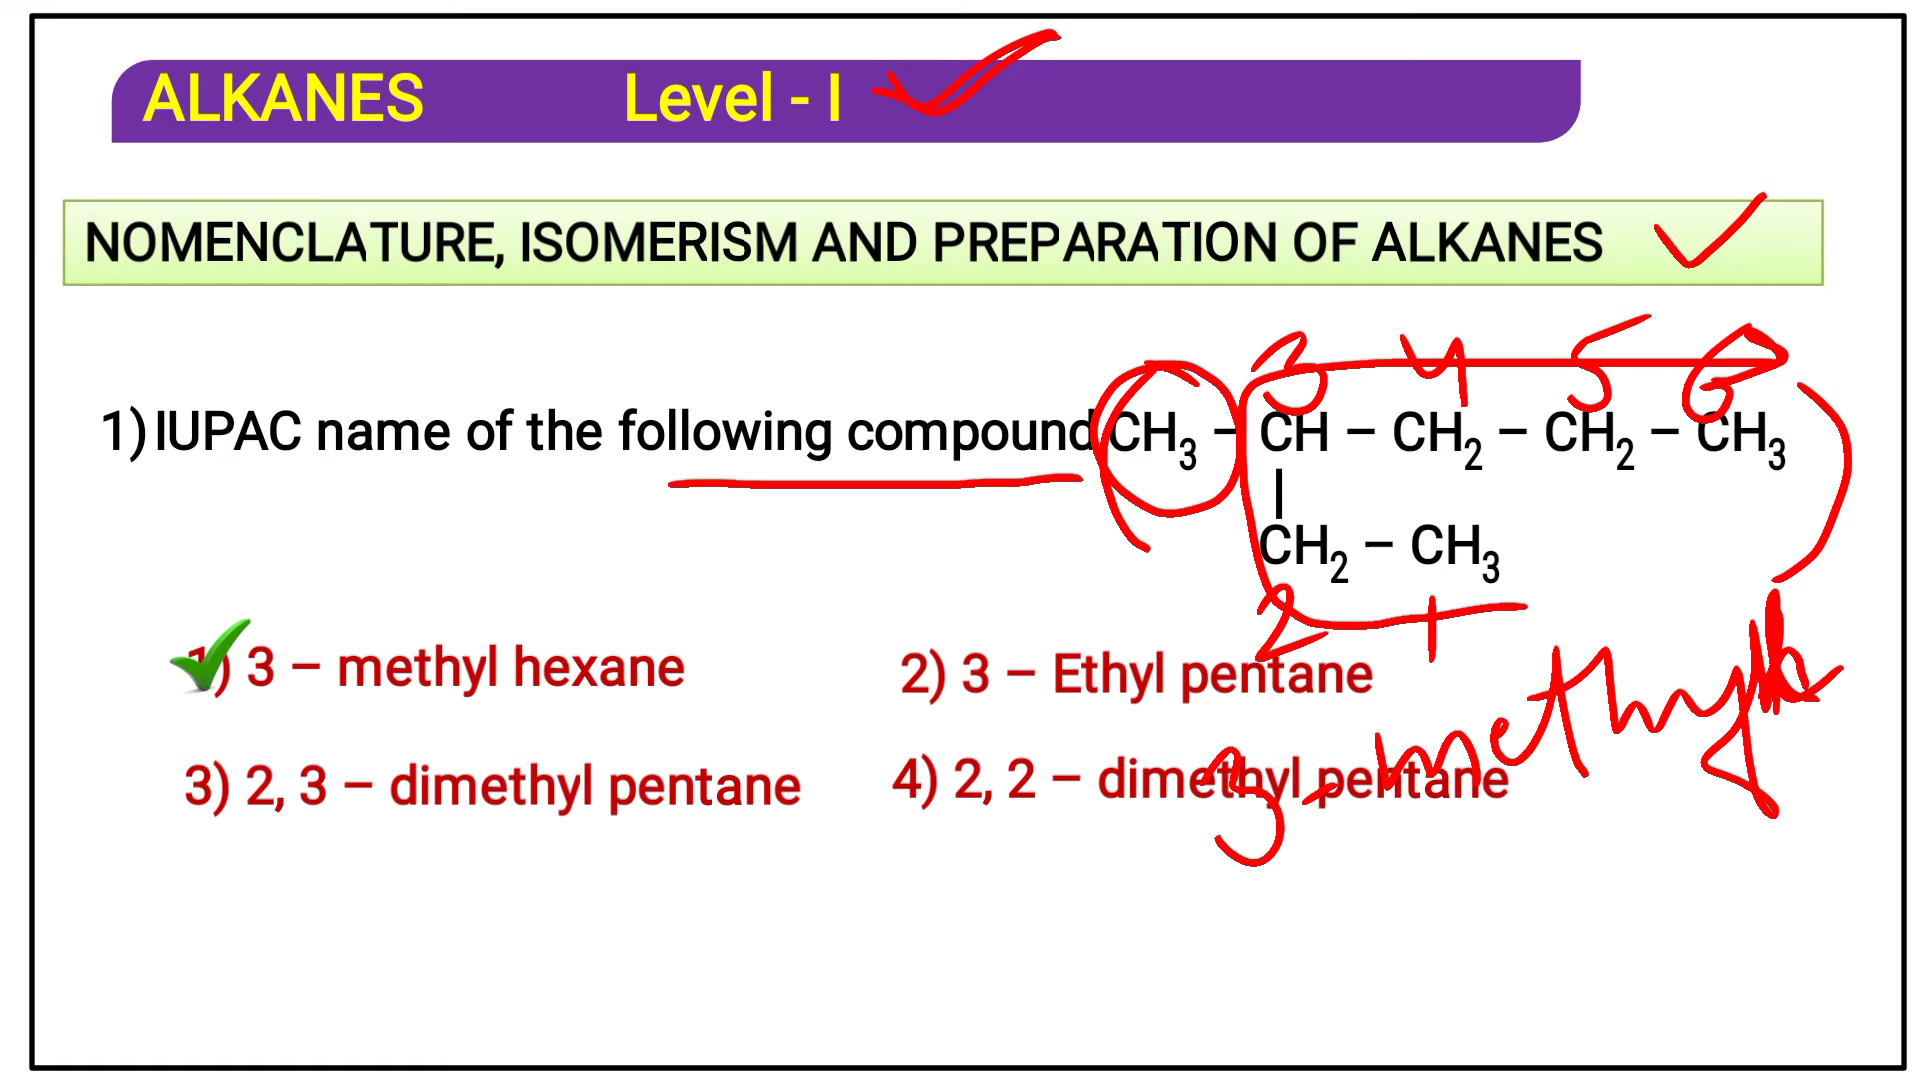 ALKANES Level - I
NOMENCLATURE, ISOMERISM AND PREPARATION OF ALKANES
3 4 5 6
1) IUPAC name of the following compound CH3 – CH – CH2 – CH2 – CH3
|
CH2 – CH3
2 1
1) 3 – methyl hexane 2) 3 – Ethyl pentane
3 - methyl
3) 2, 3 – dimethyl pentane 4) 2, 2 – dimethyl pentane